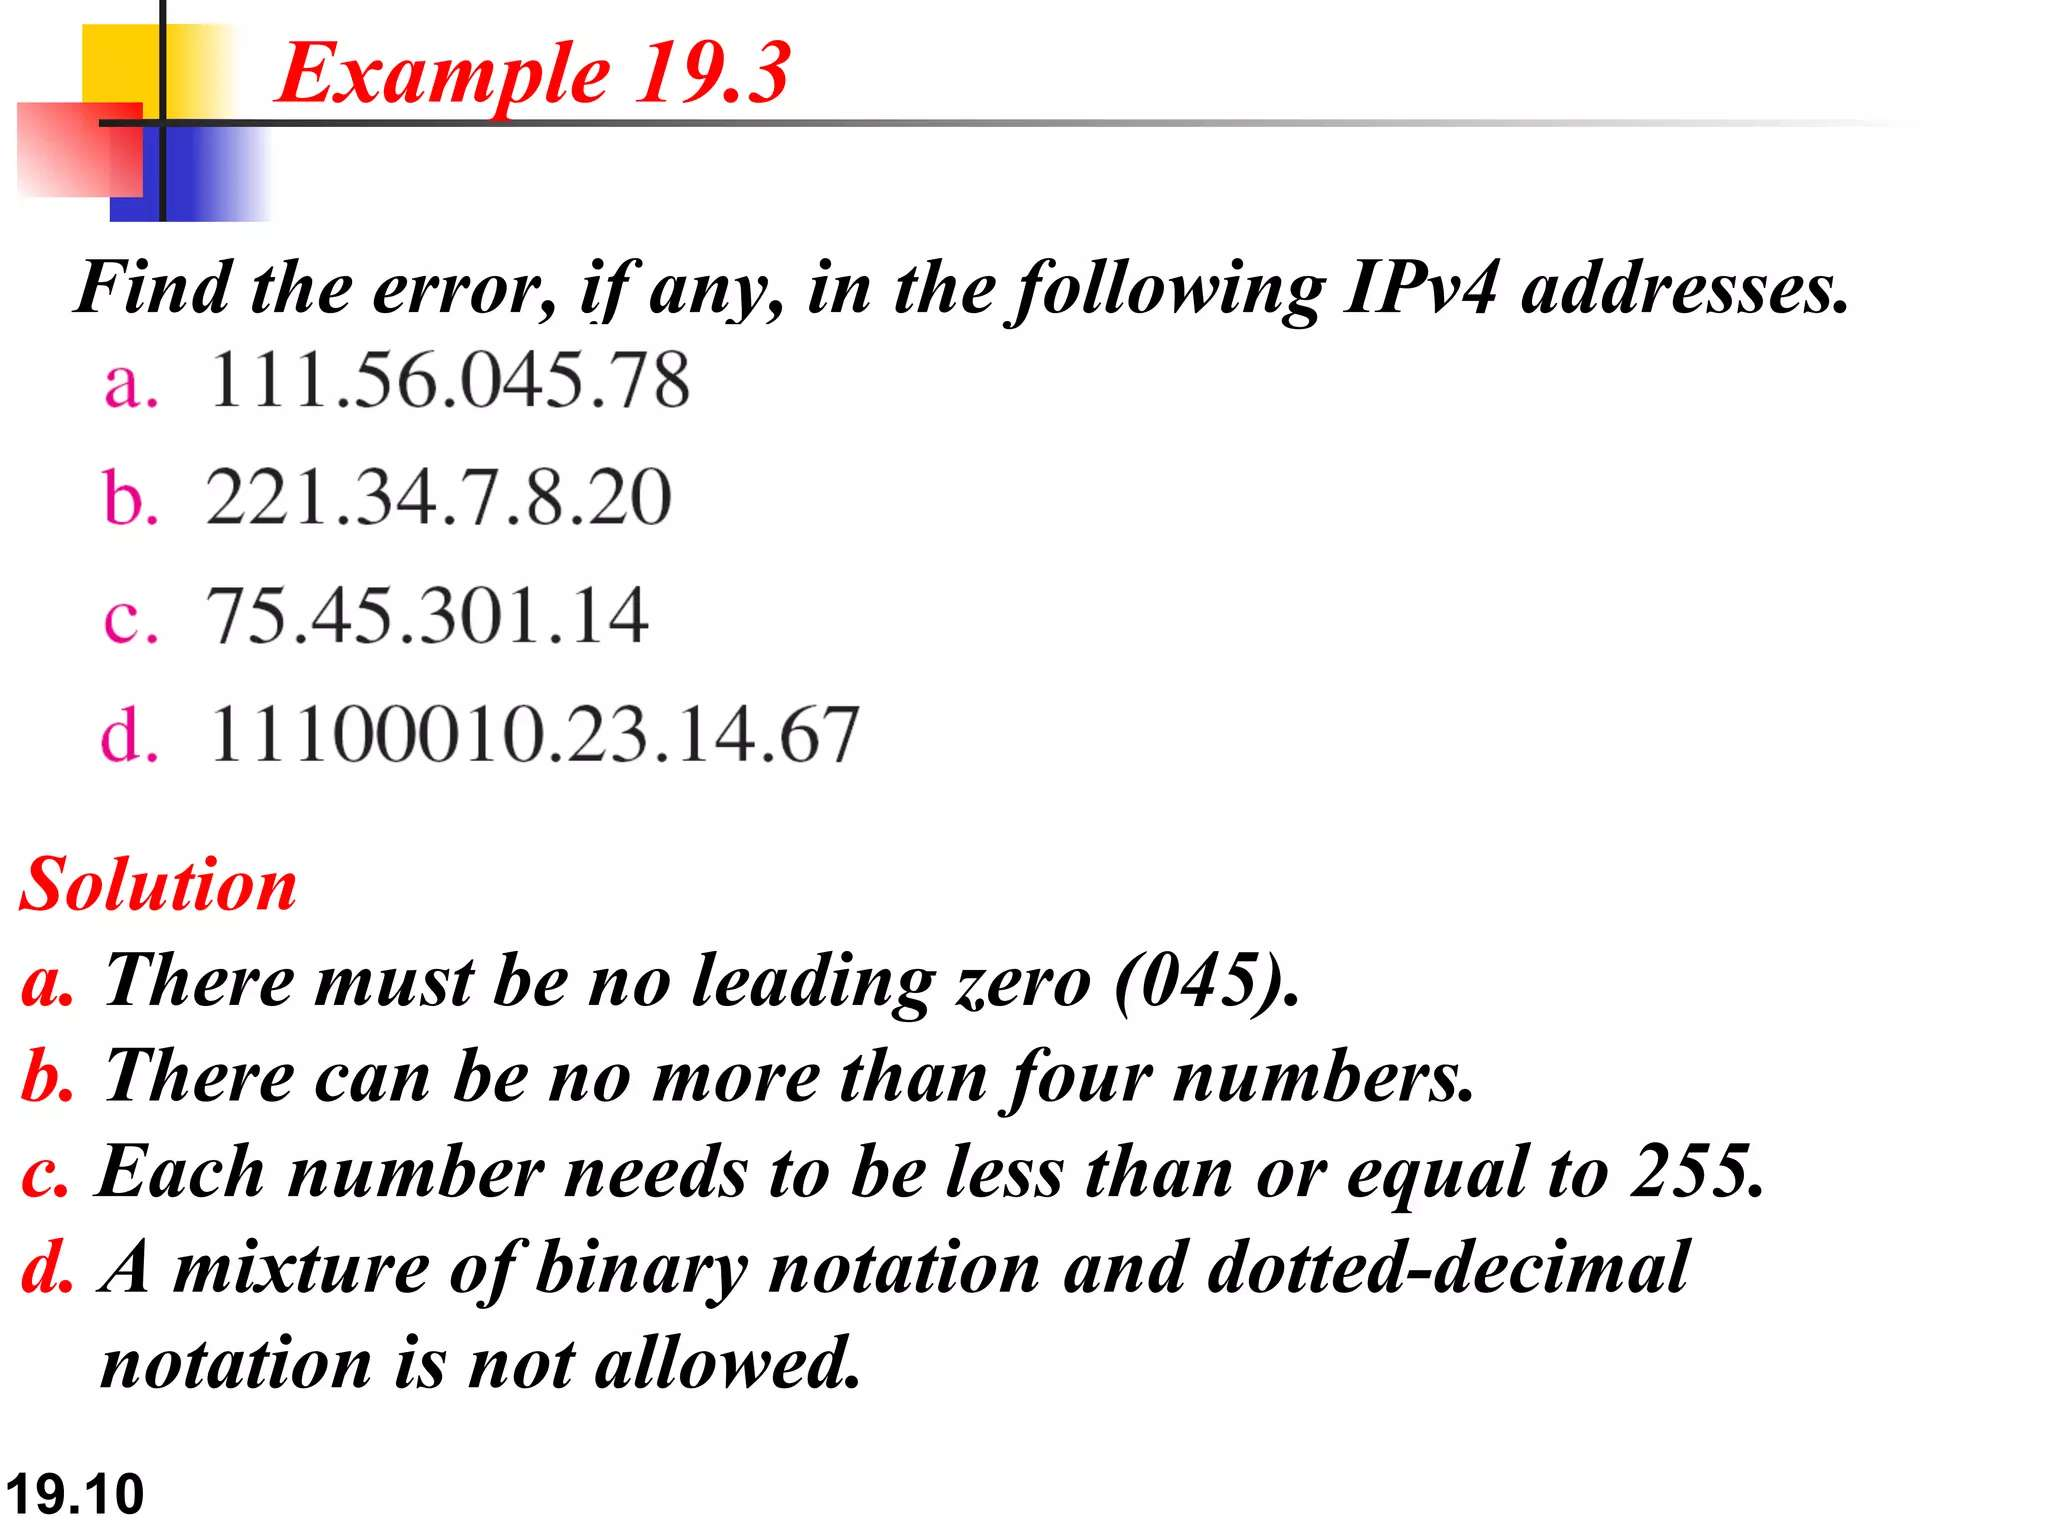 Example 19.3
Find the error, if any, in the following IPv4 addresses.
a. 111.56.045.78
b. 221.34.7.8.20
c. 75.45.301.14
d. 11100010.23.14.67
Solution
a. There must be no leading zero (045).
b. There can be no more than four numbers.
c. Each number needs to be less than or equal to 255.
d. A mixture of binary notation and dotted-decimal
notation is not allowed.
19.10